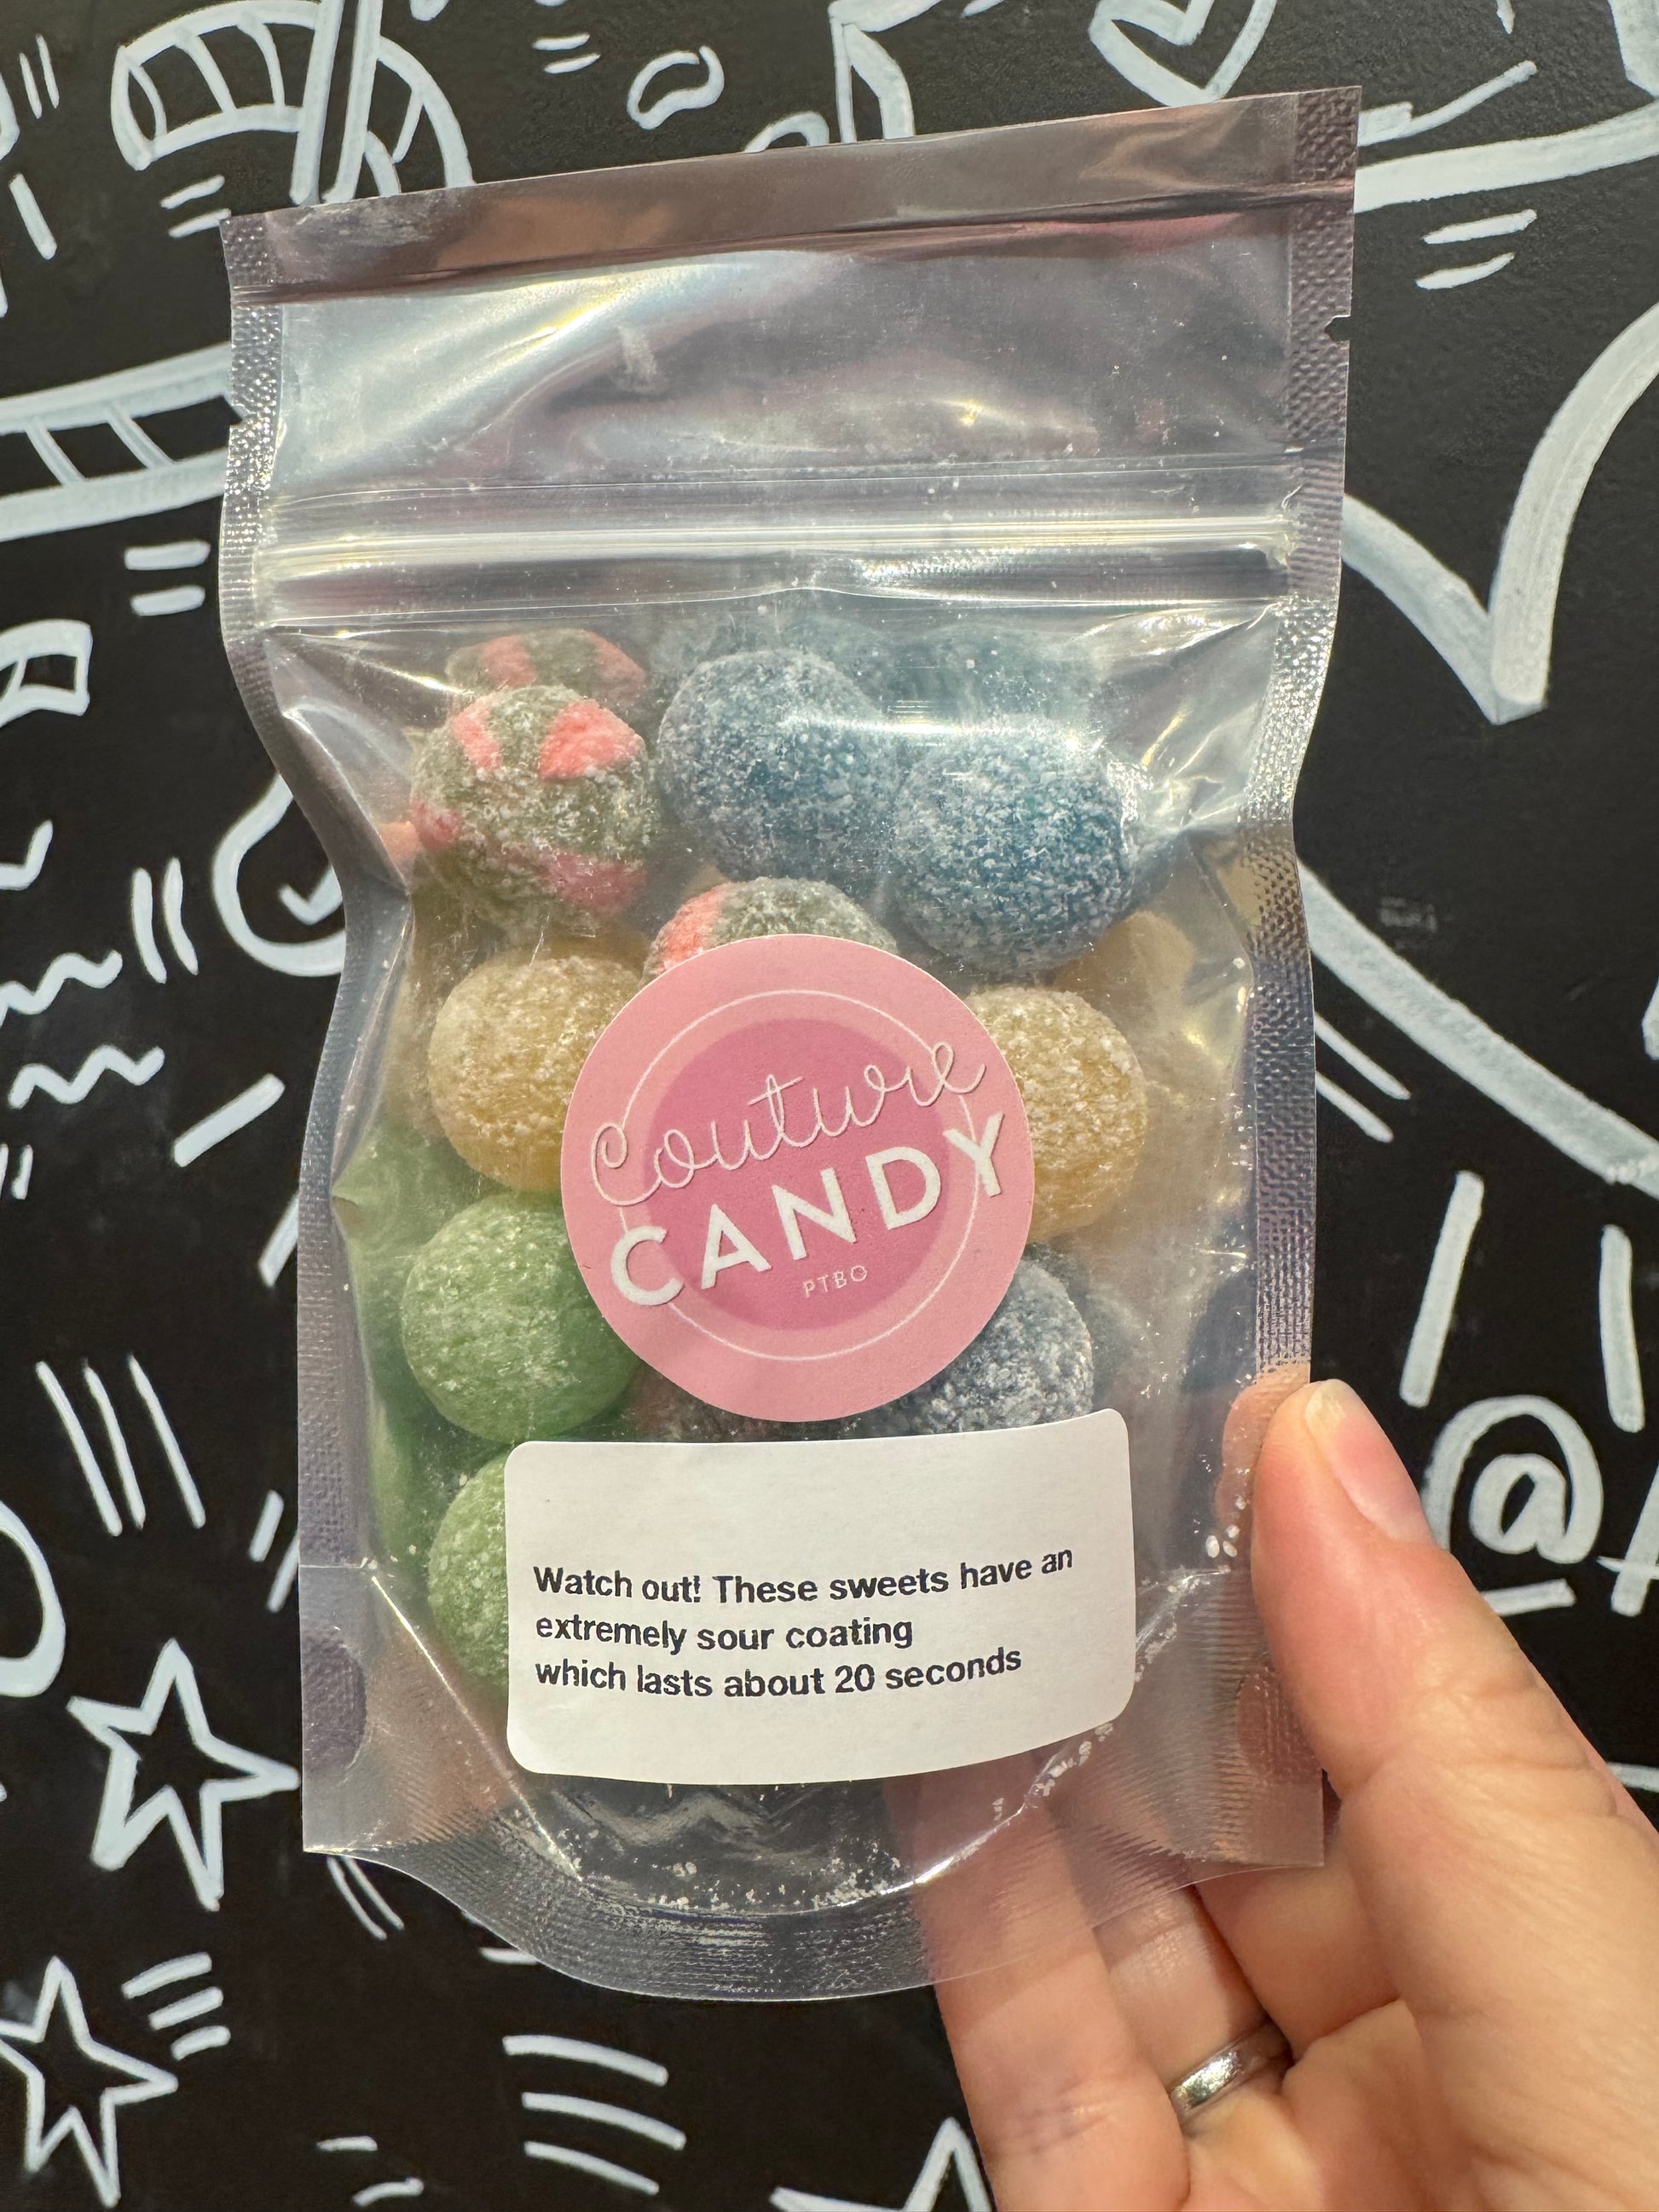 Couture
CANDY
PTBO
Watch out! These sweets have an
extremely sour coating
which lasts about 20 seconds
@